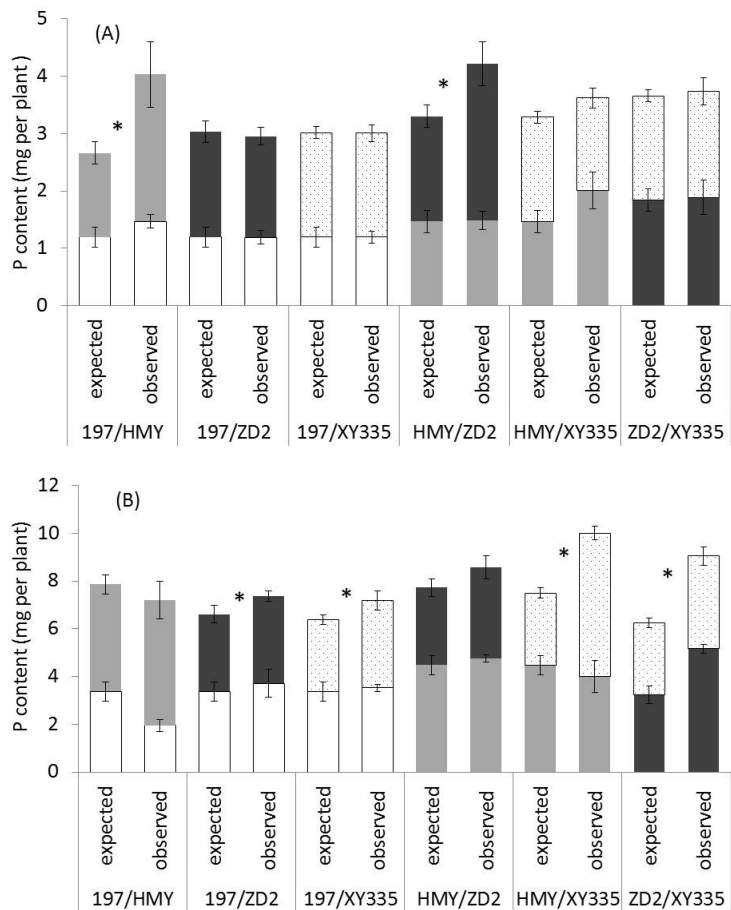 (A)
P content (mg per plant)
5
4
3
2
1
0
* *
expected observed expected observed expected observed expected observed expected observed expected observed
197/HMY 197/ZD2 197/XY335 HMY/ZD2 HMY/XY335 ZD2/XY335
(B)
P content (mg per plant)
12
10
8
6
4
2
0
* * * *
expected observed expected observed expected observed expected observed expected observed expected observed
197/HMY 197/ZD2 197/XY335 HMY/ZD2 HMY/XY335 ZD2/XY335